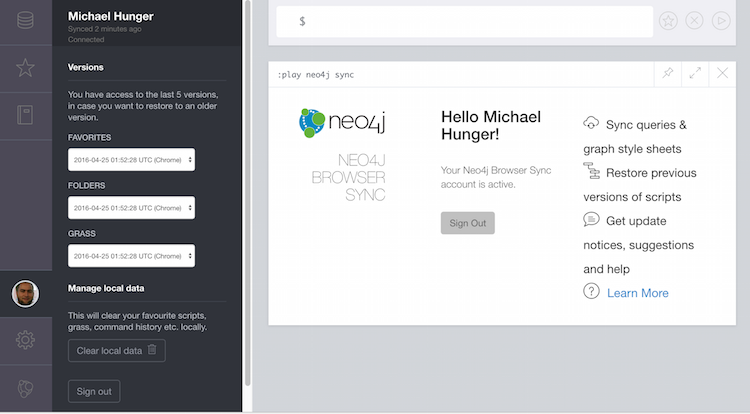 Michael Hunger
Synced 2 minutes ago
Connected
Versions
You have access to the last 5 versions,
in case you want to restore to an older
version.
FAVORITES
2016-04-25 01:52:28 UTC (Chrome)
FOLDERS
2016-04-25 01:52:28 UTC (Chrome)
GRASS
2016-04-25 01:52:28 UTC (Chrome)
Manage local data
This will clear your favourite scripts,
grass, command history etc. locally.
Clear local data
Sign out
$
:play neo4j sync
neo4j
NEO4J
BROWSER
SYNC
Hello Michael
Hunger!
Your Neo4j Browser Sync
account is active.
Sign Out
Sync queries &
graph style sheets
Restore previous
versions of scripts
Get update
notices, suggestions
and help
? Learn More